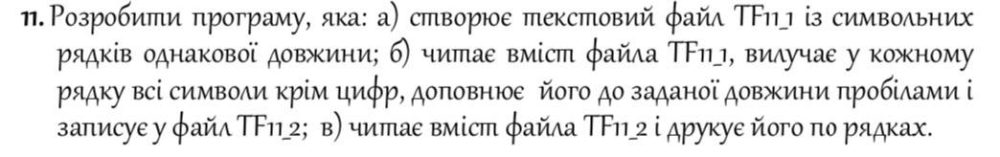 11. Розробити програму, яка: а) створює текстовий файл TF11_1 із символьних
рядків однакової довжини; б) читає вміст файла TF11_1, вилучає у кожному
рядку всі символи крім цифр, доповнює його до заданої довжини пробілами і
записує у файл TF11_2; в) читає вміст файла TF11_2 і друкує його по рядках.